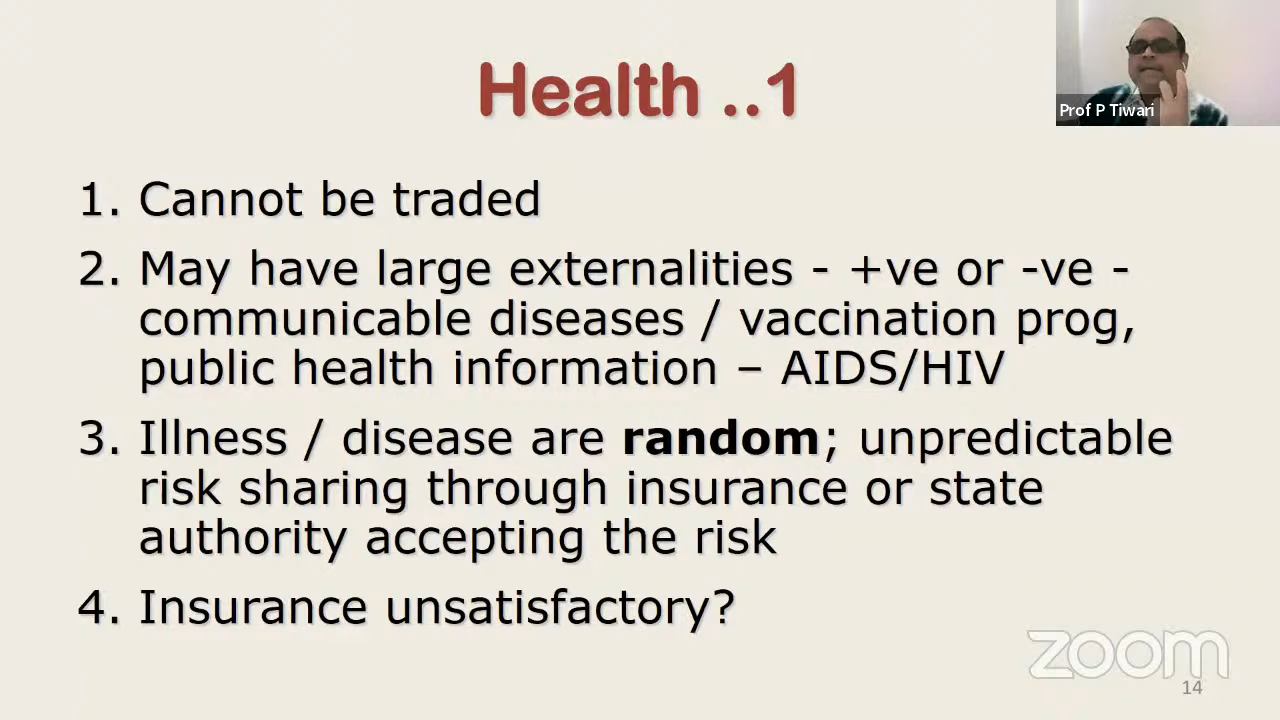 Health ..1
Prof P Tiwari
1. Cannot be traded
2. May have large externalities - +ve or -ve -
communicable diseases / vaccination prog,
public health information – AIDS/HIV
3. Illness / disease are random; unpredictable
risk sharing through insurance or state
authority accepting the risk
4. Insurance unsatisfactory?
zoom
14